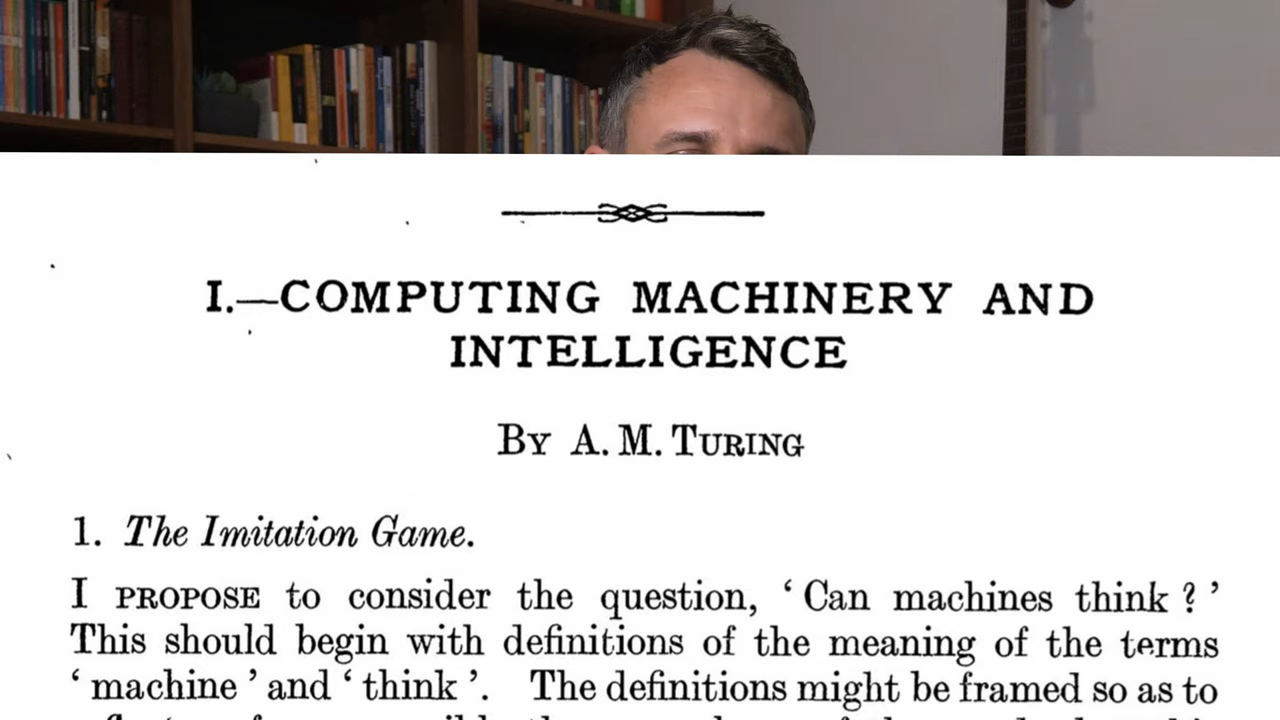 I.—COMPUTING MACHINERY AND
INTELLIGENCE
BY A. M. TURING
1. The Imitation Game.
I PROPOSE to consider the question, ‘ Can machines think ? ’
This should begin with definitions of the meaning of the terms
‘ machine ’ and ‘ think ’. The definitions might be framed so as to